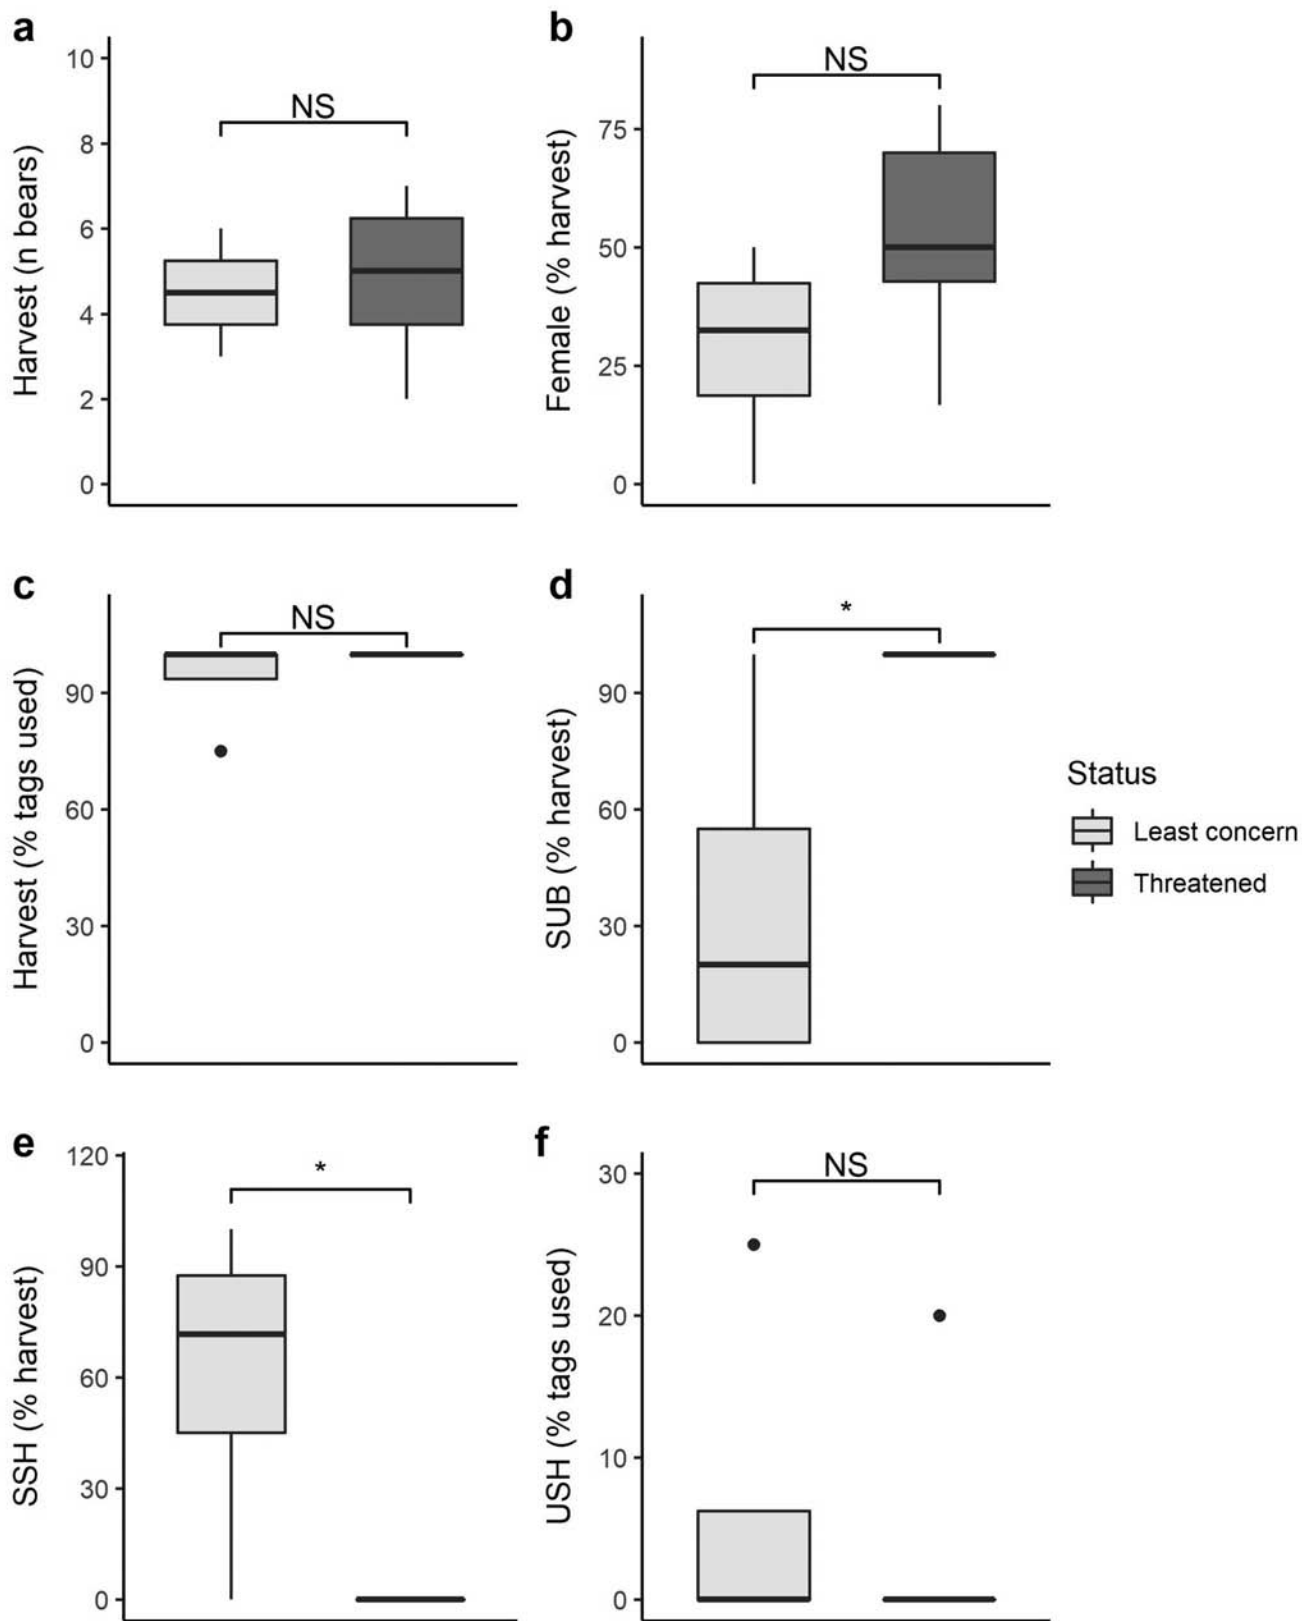 a
Harvest (n bears)
10
8
6
4
2
0
NS
b
Female (% harvest)
75
50
25
0
NS
c
Harvest (% tags used)
90
60
30
0
NS
d
SUB (% harvest)
90
60
30
0
*
Status
Least concern
Threatened
e
SSH (% harvest)
120
90
60
30
0
*
f
USH (% tags used)
30
20
10
0
NS